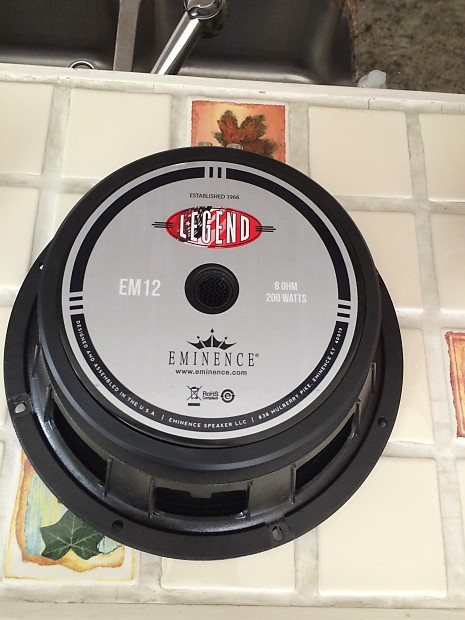 ESTABLISHED 1966
LEGEND
EM12
8 OHM
200 WATTS
EMINENCE®
www.eminence.com
RoHS
Compliant
DESIGNED AND ASSEMBLED IN THE U.S.A. | EMINENCE SPEAKER LLC | 838 MULBERRY PIKE, EMINENCE KY 40019